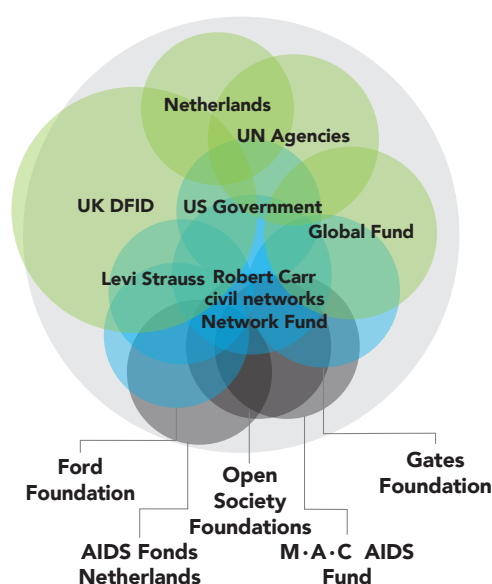 Netherlands
UN Agencies
UK DFID
US Government
Global Fund
Levi Strauss
Robert Carr
civil networks
Network Fund
Ford
Foundation
Open
Society
Foundations
Gates
Foundation
AIDS Fonds
Netherlands
M·A·C AIDS
Fund